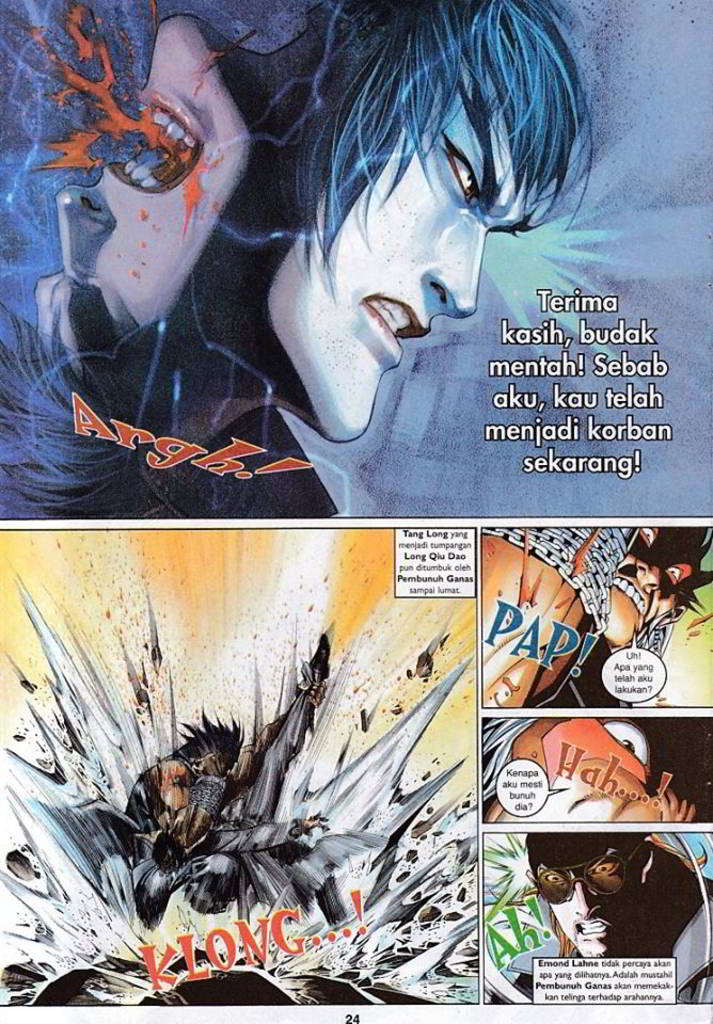 Terima
kasih, budak
mentah! Sebab
aku, kau telah
menjadi korban
sekarang!
Argh..!
Tang Long yang
menjadi tumpangan
Long Qiu Dao
pun ditumbuk oleh
Pembunuh Ganas
sampai lumat.
KLONG....!
PAP!
Uh!
Apa yang
telah aku
lakukan?
Kenapa
aku mesti
bunuh
dia?
Hah.....!
Ah!
Emond Lahne tidak percaya akan
apa yang dilihatnya. Adalah mustahil
Pembunuh Ganas akan memekak-
kan telinga terhadap arahannya.
24